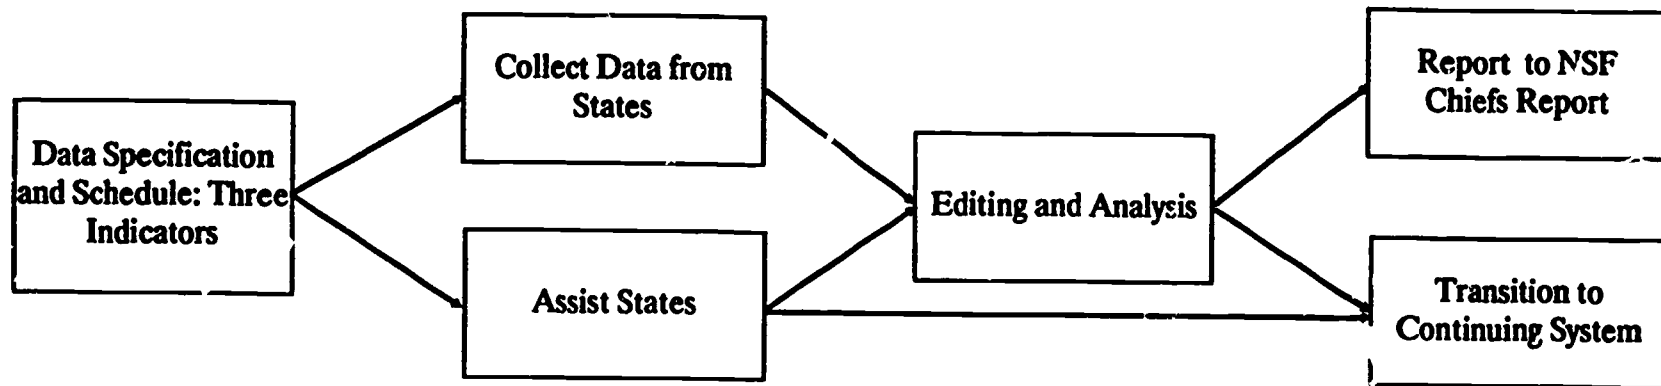 Data Specification
and Schedule: Three
Indicators
Collect Data from
States
Assist States
Editing and Analysis
Report to NSF
Chiefs Report
Transition to
Continuing System